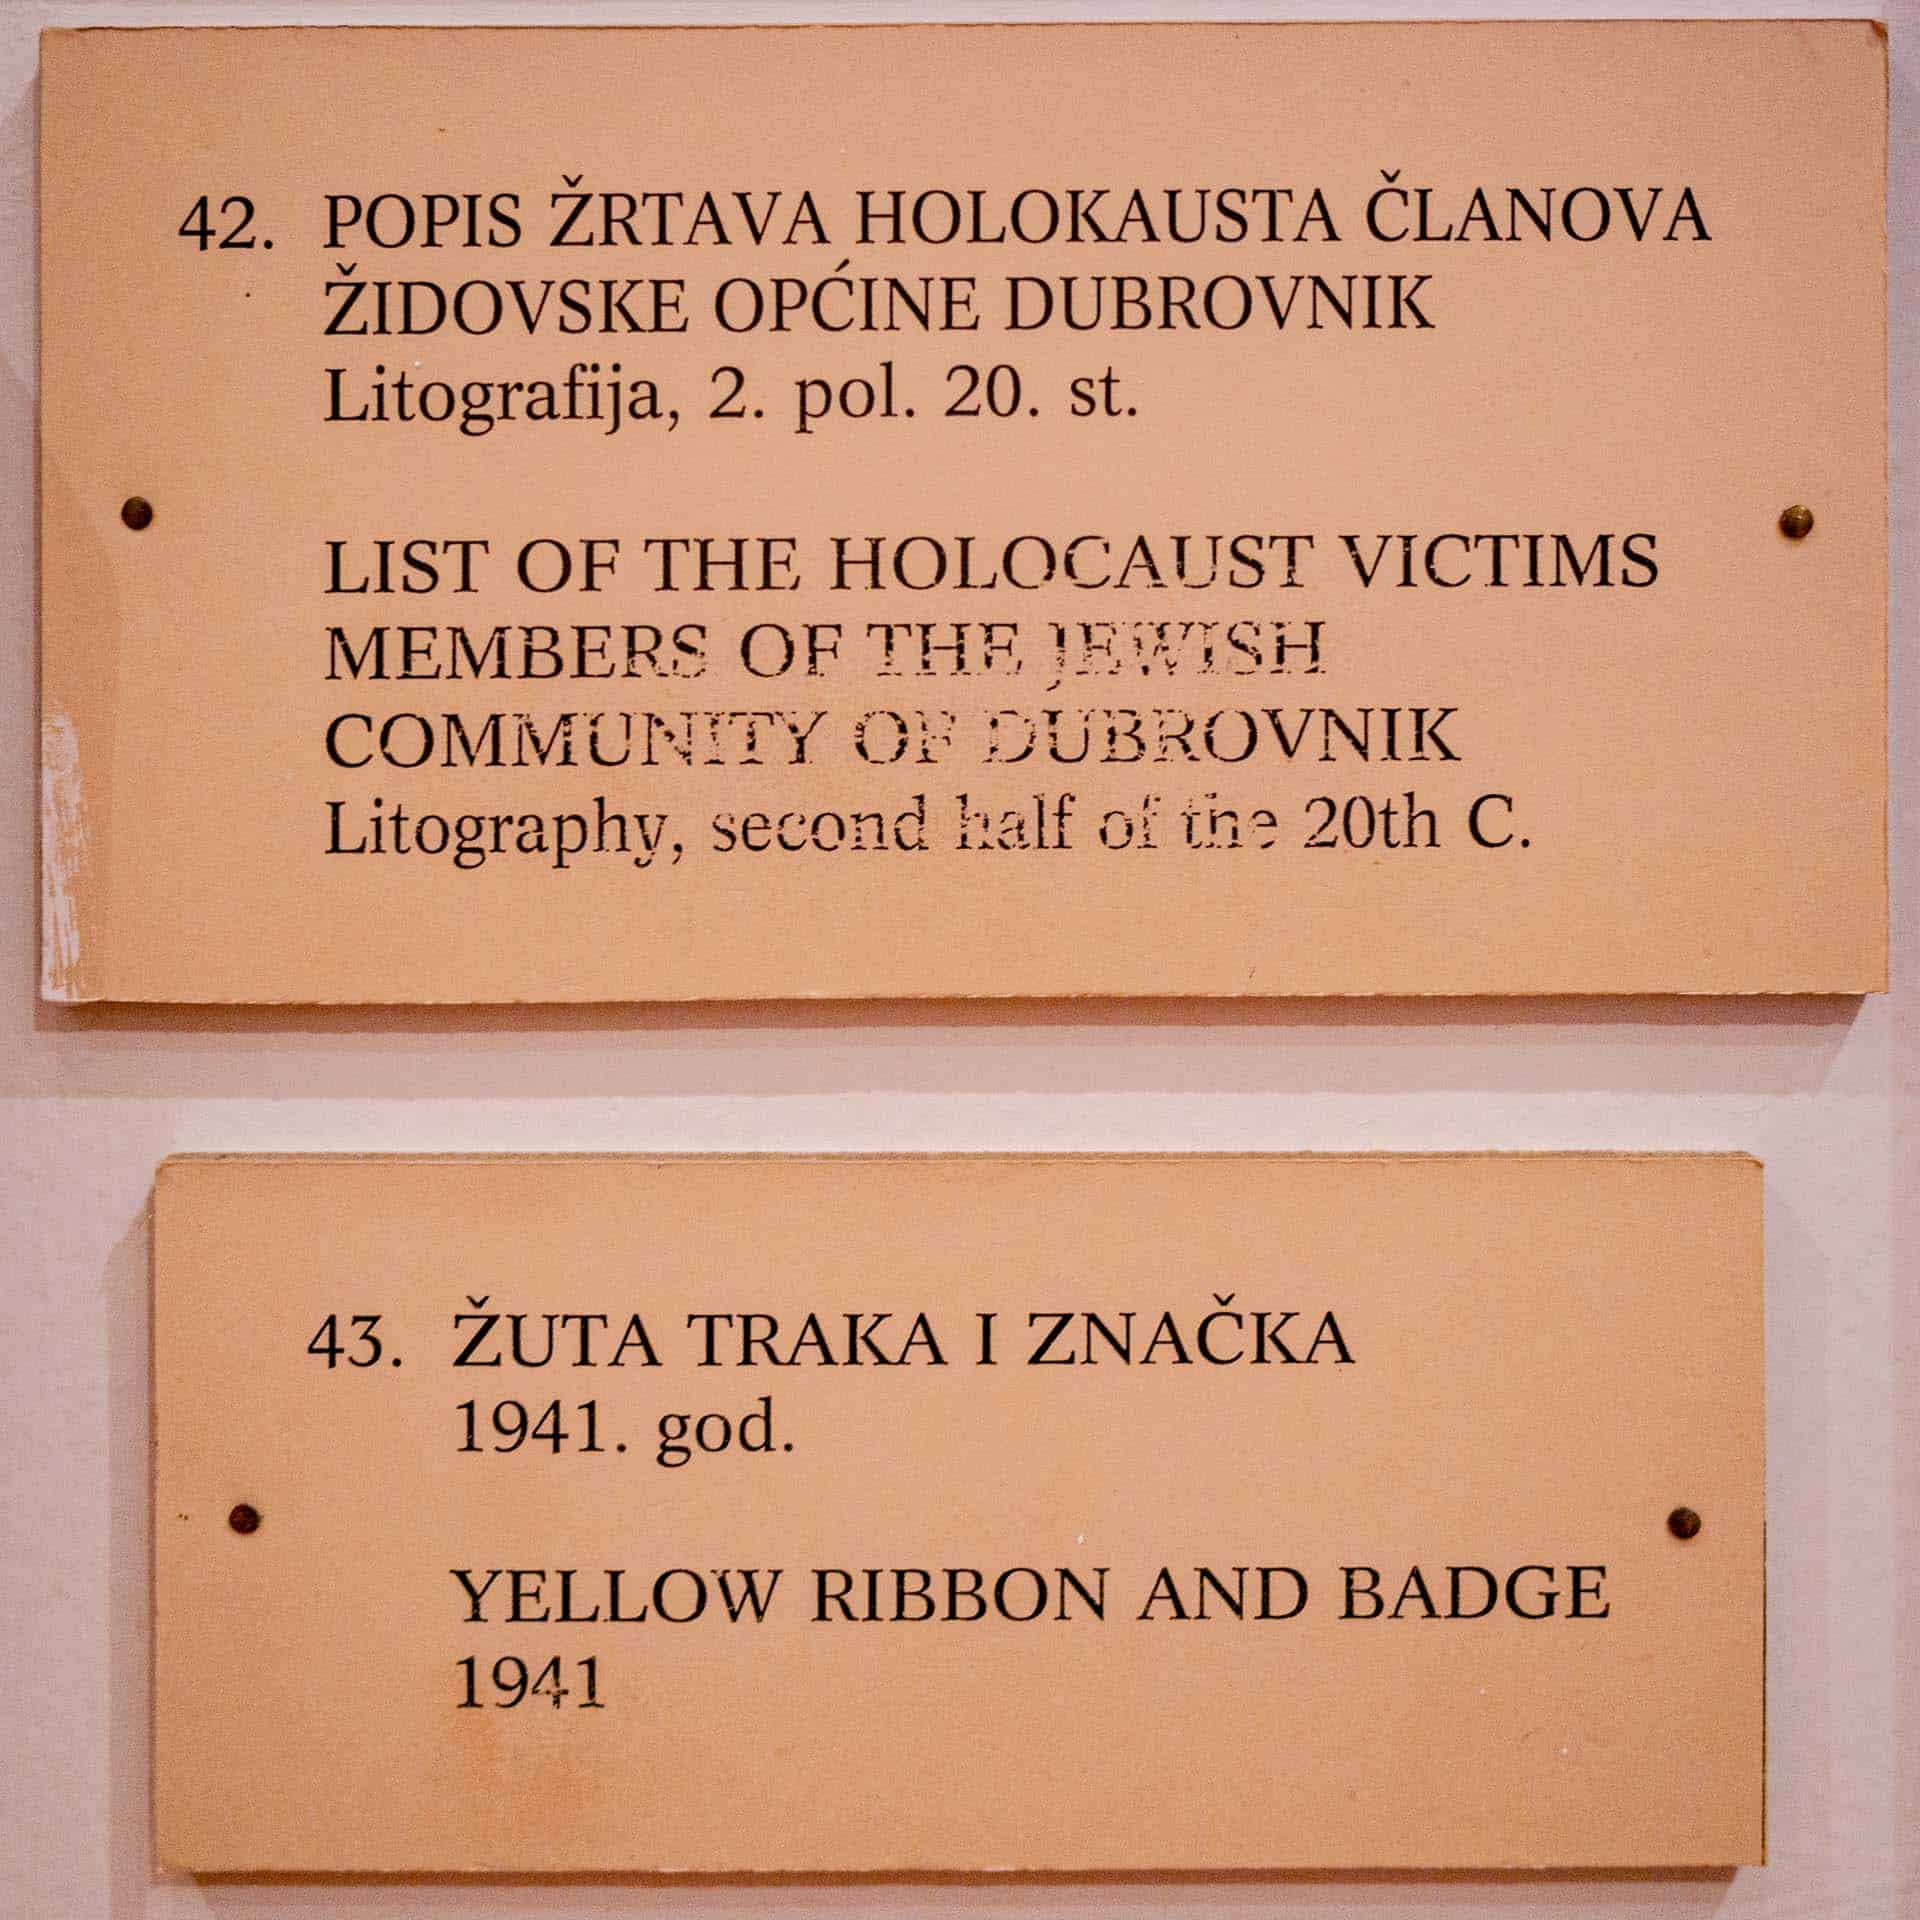 42. POPIS ŽRTAVA HOLOKAUSTA ČLANOVA
ŽIDOVSKE OPĆINE DUBROVNIK
Litografija, 2. pol. 20. st.
LIST OF THE HOLOCAUST VICTIMS
MEMBERS OF THE JEWISH
COMMUNITY OF DUBROVNIK
Litography, second half of the 20th C.
43. ŽUTA TRAKA I ZNAČKA
1941. god.
YELLOW RIBBON AND BADGE
1941